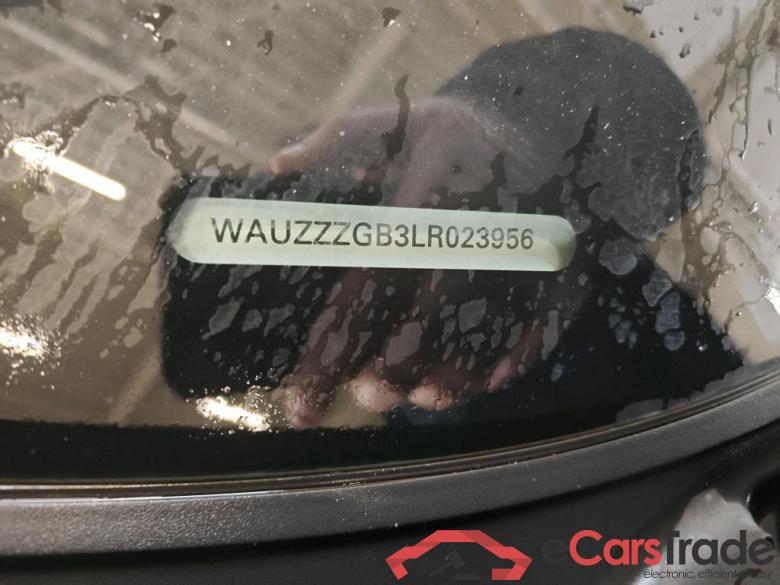 WAUZZZGB3LR023956
eCarsTrade
electronic, efficient, easy